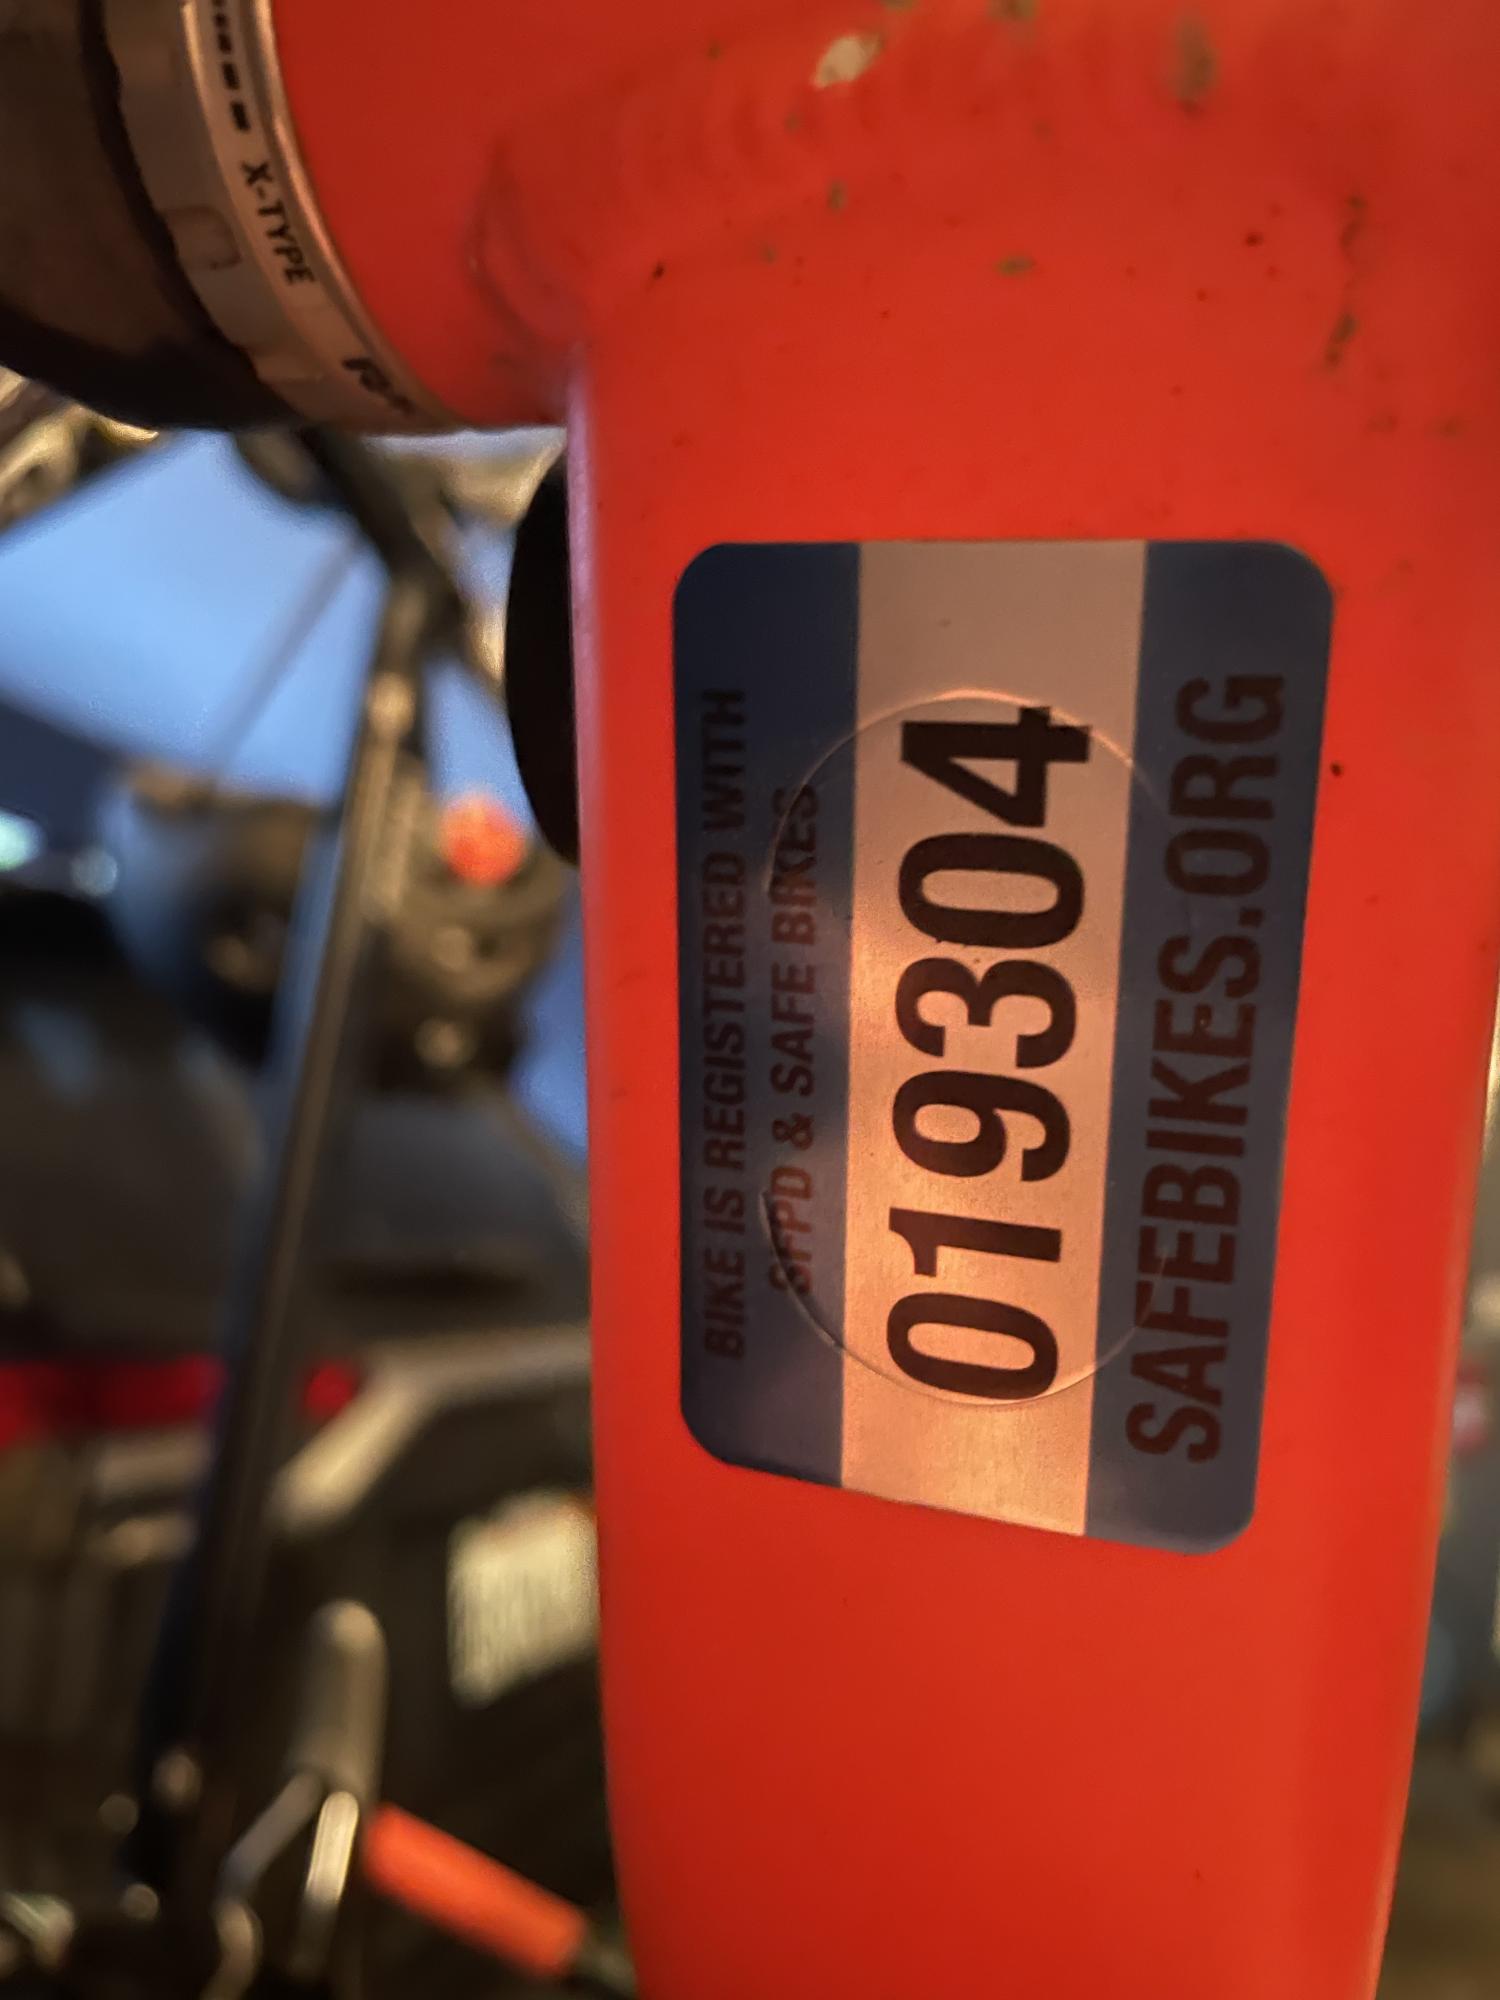 X-TYPE
BIKE IS REGISTERED WITH
SFPD & SAFE BIKES
019304
SAFEBIKES.ORG